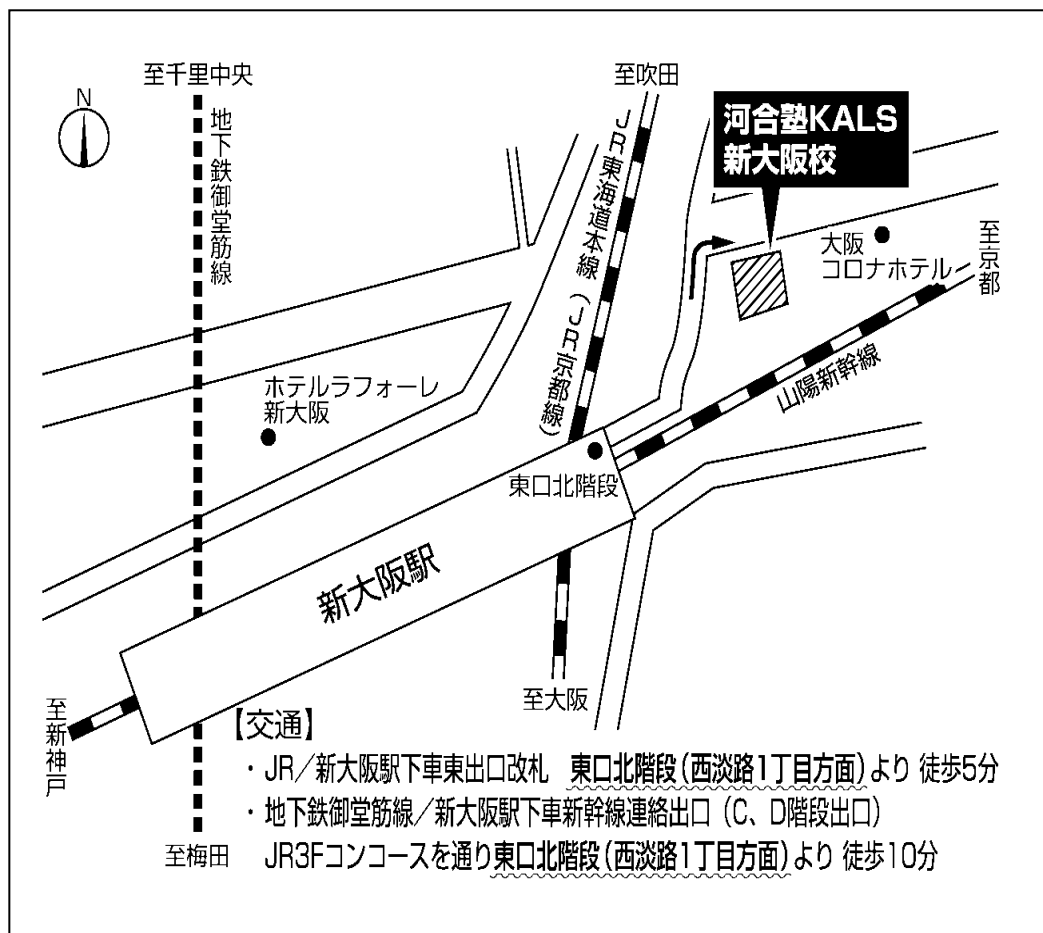 至千里中央
至吹田
N
地下鉄御堂筋線
JR東海道本線(JR京都線)
河合塾KALS
新大阪校
大阪
コロナホテル
至京都
山陽新幹線
ホテルラフォーレ
新大阪
東口北階段
新大阪駅
至大阪
至新神戸
至梅田
【交通】
・JR/新大阪駅下車東出口改札 東口北階段(西淡路1丁目方面)より 徒歩5分
・地下鉄御堂筋線/新大阪駅下車新幹線連絡出口(C、D階段出口)
JR3Fコンコースを通り東口北階段(西淡路1丁目方面)より 徒歩10分